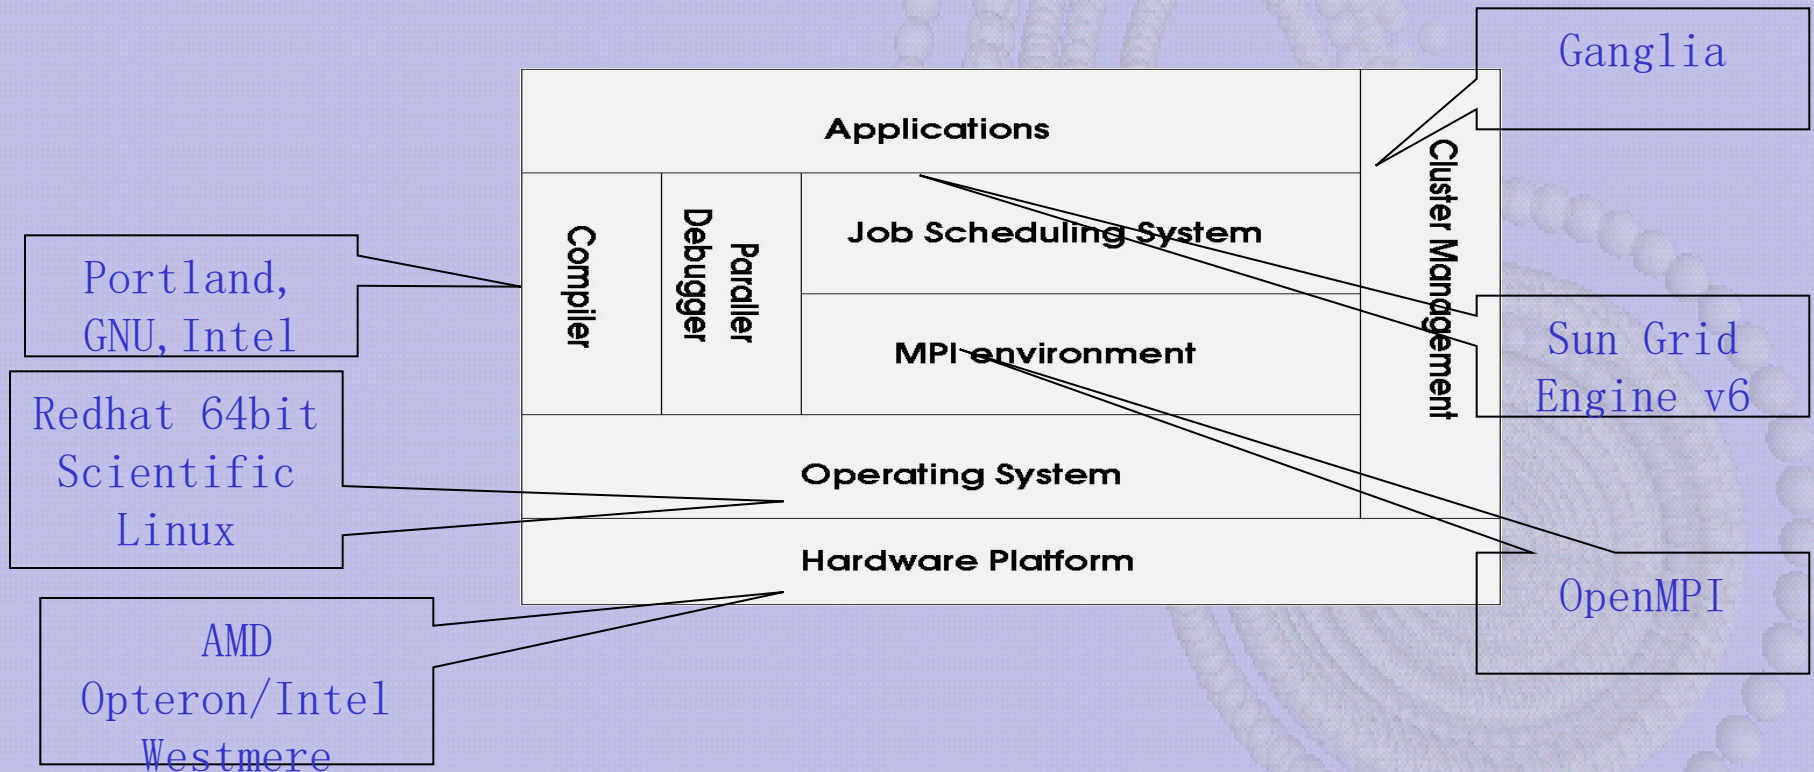 Ganglia
Applications
Cluster Management
Job Scheduling System
Compiler
Paraller
Debugger
Portland,
GNU,Intel
MPI environment
Sun Grid
Engine v6
Redhat 64bit
Scientific
Linux
Operating System
Hardware Platform
OpenMPI
AMD
Opteron/Intel
Westmere